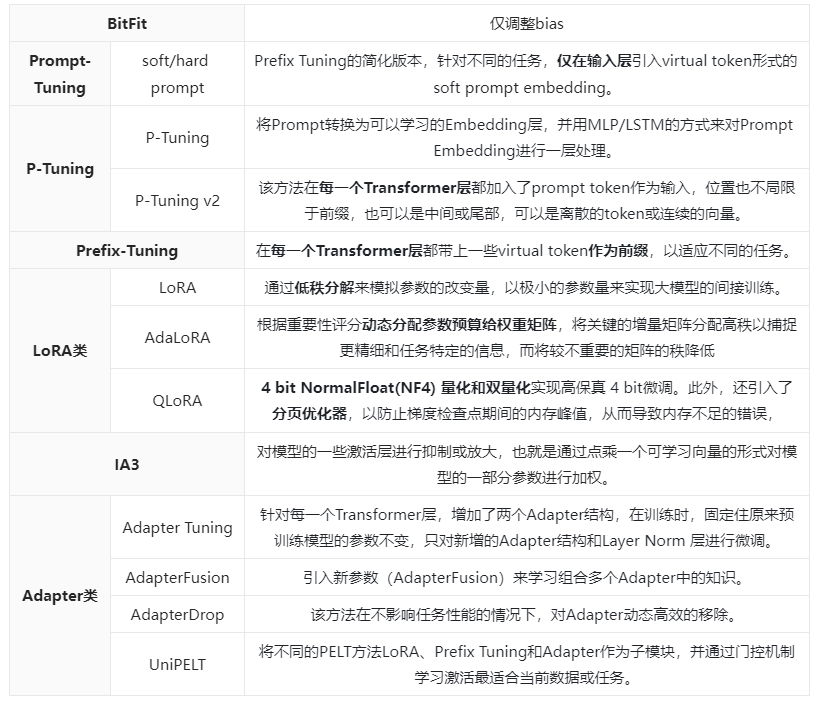 BitFit
仅调整bias
Prompt-
Tuning
soft/hard
prompt
Prefix Tuning的简化版本，针对不同的任务，仅在输入层引入virtual token形式的
soft prompt embedding。
P-Tuning
P-Tuning
将Prompt转换为可以学习的Embedding层，并用MLP/LSTM的方式来对Prompt
Embedding进行一层处理。
P-Tuning v2
该方法在每一个Transformer层都加入了prompt token作为输入，位置也不局限
于前缀，也可以是中间或尾部，可以是离散的token或连续的向量。
Prefix-Tuning
在每一个Transformer层都带上一些virtual token作为前缀，以适应不同的任务。
LoRA类
LoRA
通过低秩分解来模拟参数的改变量，以极小的参数量来实现大模型的间接训练。
AdaLoRA
根据重要性评分动态分配参数预算给权重矩阵，将关键的增量矩阵分配高秩以捕捉
更精细和任务特定的信息，而将较不重要的矩阵的秩降低
QLoRA
4 bit NormalFloat(NF4) 量化和双量化实现高保真 4 bit微调。此外，还引入了
分页优化器，以防止梯度检查点期间的内存峰值，从而导致内存不足的错误，
IA3
对模型的一些激活层进行抑制或放大，也就是通过点乘一个可学习向量的形式对模
型的一部分参数进行加权。
Adapter类
Adapter Tuning
针对每一个Transformer层，增加了两个Adapter结构，在训练时，固定住原来预
训练模型的参数不变，只对新增的Adapter结构和Layer Norm 层进行微调。
AdapterFusion
引入新参数（AdapterFusion）来学习组合多个Adapter中的知识。
AdapterDrop
该方法在不影响任务性能的情况下，对Adapter动态高效的移除。
UniPELT
将不同的PELT方法LoRA、Prefix Tuning和Adapter作为子模块，并通过门控机制
学习激活最适合当前数据或任务。